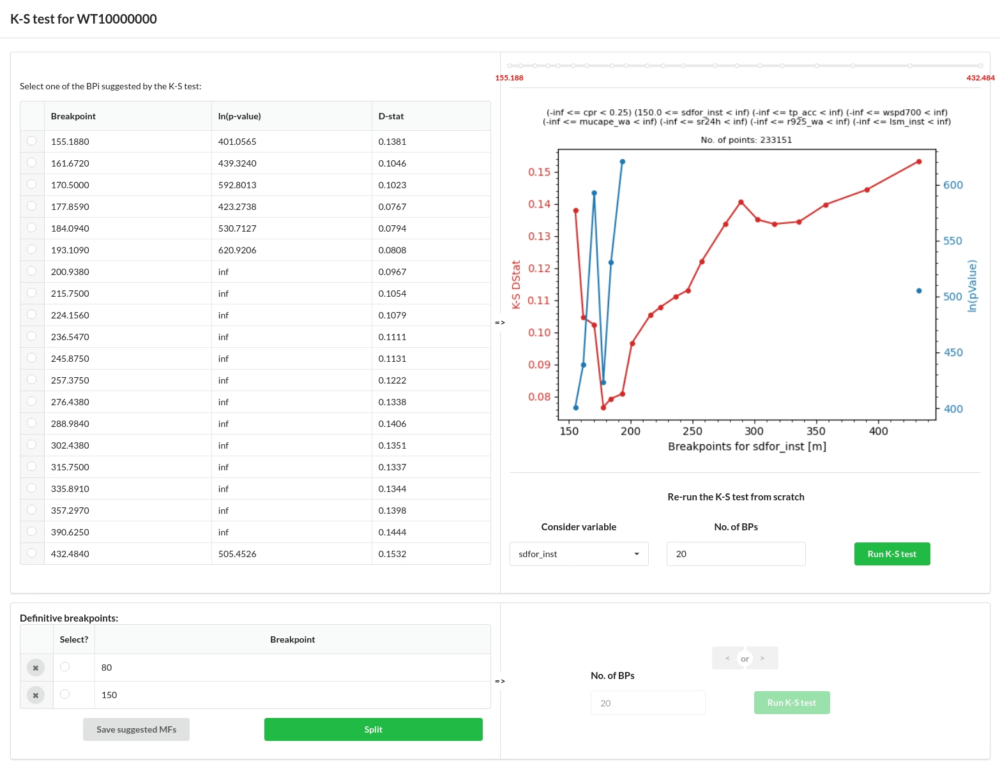 K-S test for WT10000000
Select one of the BPi suggested by the K-S test:
Breakpoint ln(p-value) D-stat
155.1880 401.0565 0.1381
161.6720 439.3240 0.1046
170.5000 592.8013 0.1023
177.8590 423.2738 0.0767
184.0940 530.7127 0.0794
193.1090 620.9206 0.0808
200.9380 inf 0.0967
215.7500 inf 0.1054
224.1560 inf 0.1079
236.5470 inf 0.1111
245.8750 inf 0.1131
257.3750 inf 0.1222
276.4380 inf 0.1338
288.9840 inf 0.1406
302.4380 inf 0.1351
315.7500 inf 0.1337
335.8910 inf 0.1344
357.2970 inf 0.1398
390.6250 inf 0.1444
432.4840 505.4526 0.1532
=>
155.188 432.484
(-inf <= cpr < 0.25) (150.0 <= sdfor_inst < inf) (-inf <= tp_acc < inf) (-inf <= wspd700 < inf)
(-inf <= mucape_wa < inf) (-inf <= sr24h < inf) (-inf <= r925_wa < inf) (-inf <= lsm_inst < inf)
No. of points: 233151
K-S DStat
0.15
0.14
0.13
0.12
0.11
0.10
0.09
0.08
600
550
500
450
400
ln(pValue)
150 200 250 300 350 400
Breakpoints for sdfor_inst [m]
Re-run the K-S test from scratch
Consider variable No. of BPs
sdfor_inst 20 Run K-S test
Definitive breakpoints:
Select? Breakpoint
80
150
Save suggested MFs Split
=>
< or >
No. of BPs
20 Run K-S test